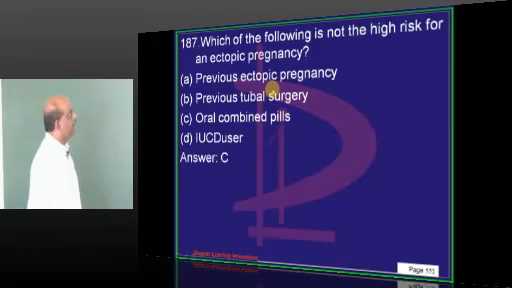 187.Which of the following is not the high risk for
an ectopic pregnancy?
(a) Previous ectopic pregnancy
(b) Previous tubal surgery
(c) Oral combined pills
(d) IUCDuser
Answer: C
Page 111